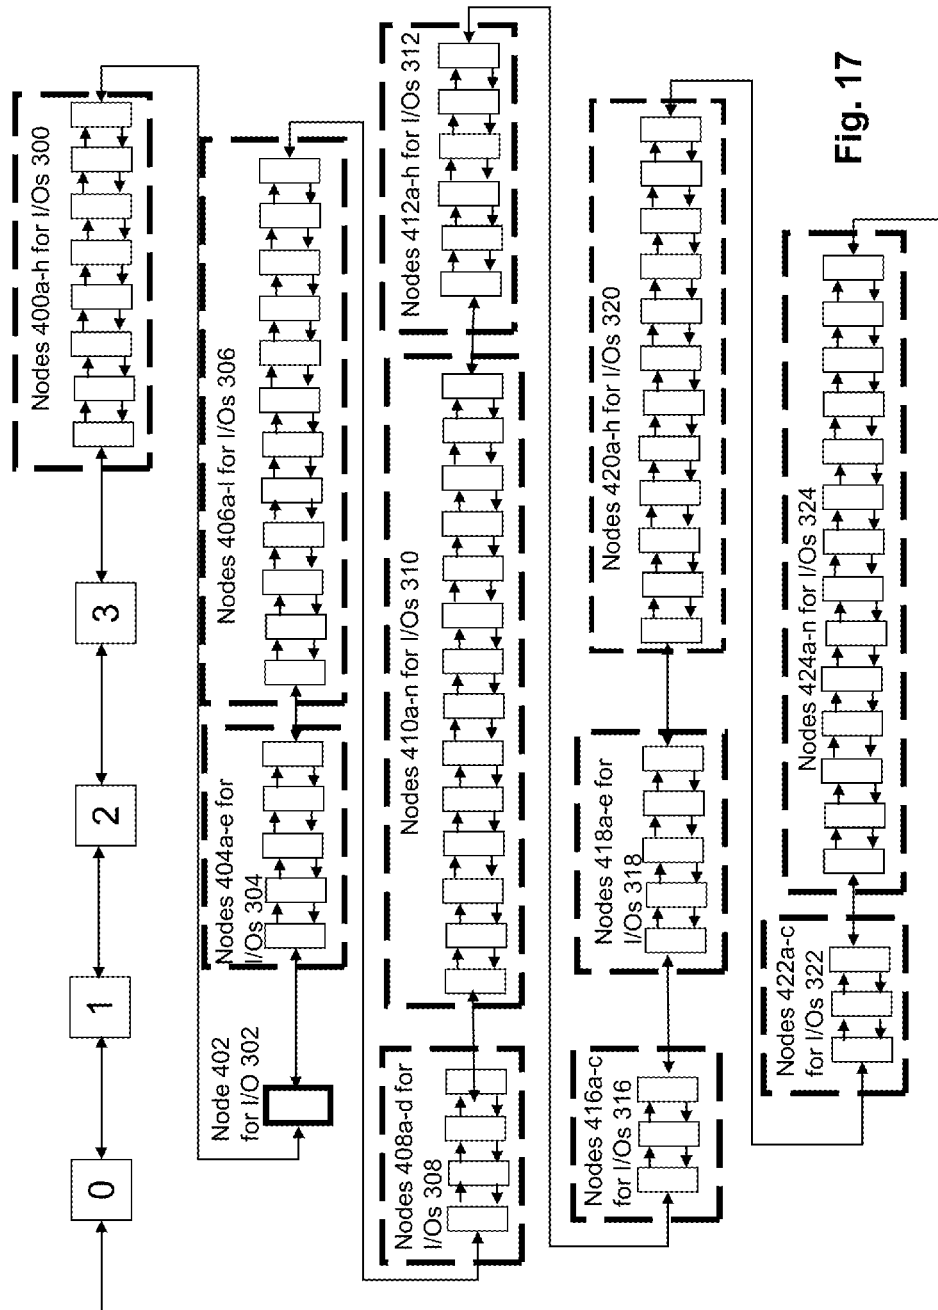 0
1
2
3
Nodes 400a-h for I/Os 300
Node 402
for I/O 302
Nodes 404a-e for
I/Os 304
Nodes 406a-l for I/Os 306
Nodes 408a-d for
I/Os 308
Nodes 410a-n for I/Os 310
Nodes 412a-h for I/Os 312
Nodes 416a-c
for I/Os 316
Nodes 418a-e for
I/Os 318
Nodes 420a-h for I/Os 320
Nodes 422a-c
for I/Os 322
Nodes 424a-n for I/Os 324
Fig. 17